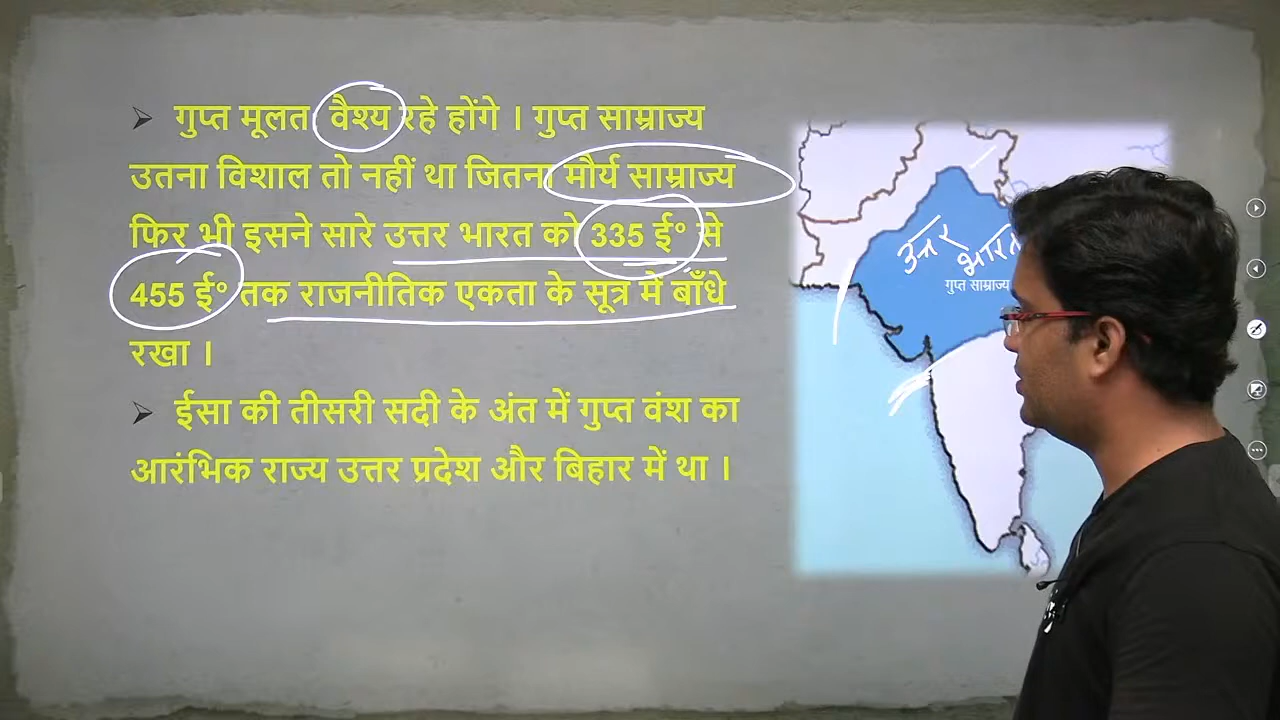 ➢ गुप्त मूलत वैश्य रहे होंगे । गुप्त साम्राज्य
उतना विशाल तो नहीं था जितना मौर्य साम्राज्य
फिर भी इसने सारे उत्तर भारत को 335 ई° से
455 ई° तक राजनीतिक एकता के सूत्र में बाँधे
रखा ।
➢ ईसा की तीसरी सदी के अंत में गुप्त वंश का
आरंभिक राज्य उत्तर प्रदेश और बिहार में था ।
उत्तर भारत
गुप्त साम्राज्य